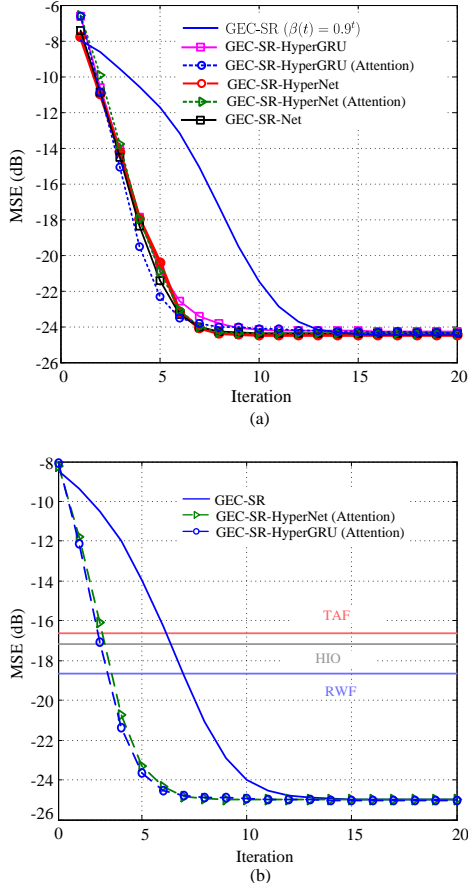 -6
-8
-10
-12
-14
-16
-18
-20
-22
-24
-26
MSE (dB)
GEC-SR (β(t) = 0.9^t)
GEC-SR-HyperGRU
GEC-SR-HyperGRU (Attention)
GEC-SR-HyperNet
GEC-SR-HyperNet (Attention)
GEC-SR-Net
0 5 10 15 20
Iteration
(a)
-8
-10
-12
-14
-16
-18
-20
-22
-24
-26
MSE (dB)
GEC-SR
GEC-SR-HyperNet (Attention)
GEC-SR-HyperGRU (Attention)
TAF
HIO
RWF
0 5 10 15 20
Iteration
(b)